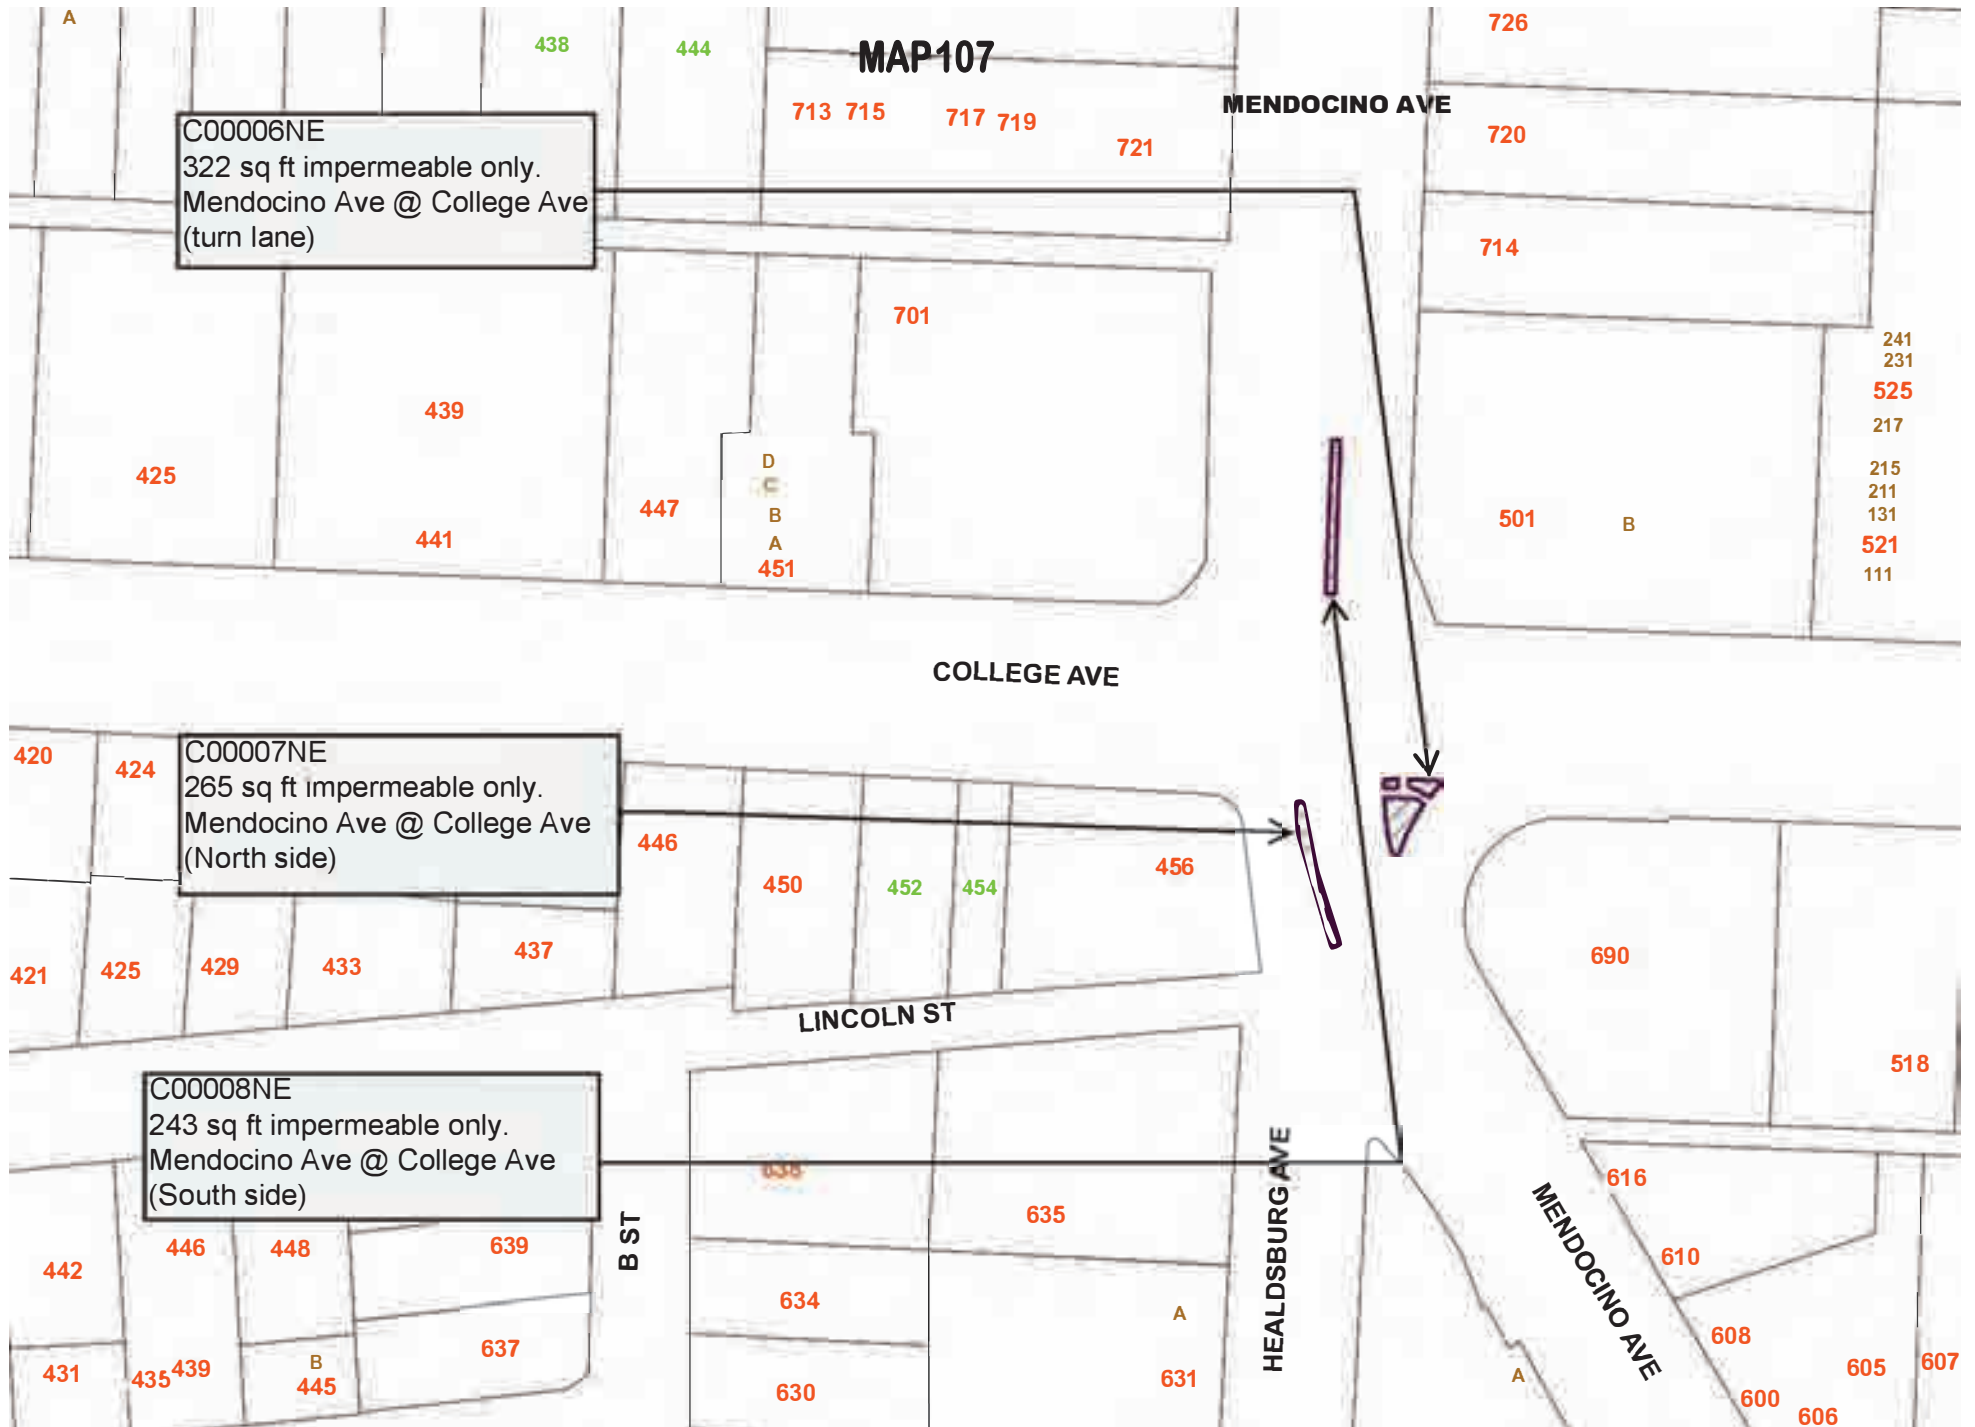 A
438
444
MAP107
726
MENDOCINO AVE
713 715 717 719
721
720
C00006NE
322 sq ft impermeable only.
Mendocino Ave @ College Ave
(turn lane)
714
701
241
231
525
217
215
211
131
521
111
439
425
441
447
D
C
B
A
451
501
B
COLLEGE AVE
420
424
C00007NE
265 sq ft impermeable only.
Mendocino Ave @ College Ave
(North side)
446
450
452
454
456
690
421
425
429
433
437
LINCOLN ST
518
C00008NE
243 sq ft impermeable only.
Mendocino Ave @ College Ave
(South side)
638
635
HEALDSBURG AVE
MENDOCINO AVE
616
610
B ST
442
446
448
639
634
A
608
431
435
439
B
445
637
630
631
A
605
607
600
606